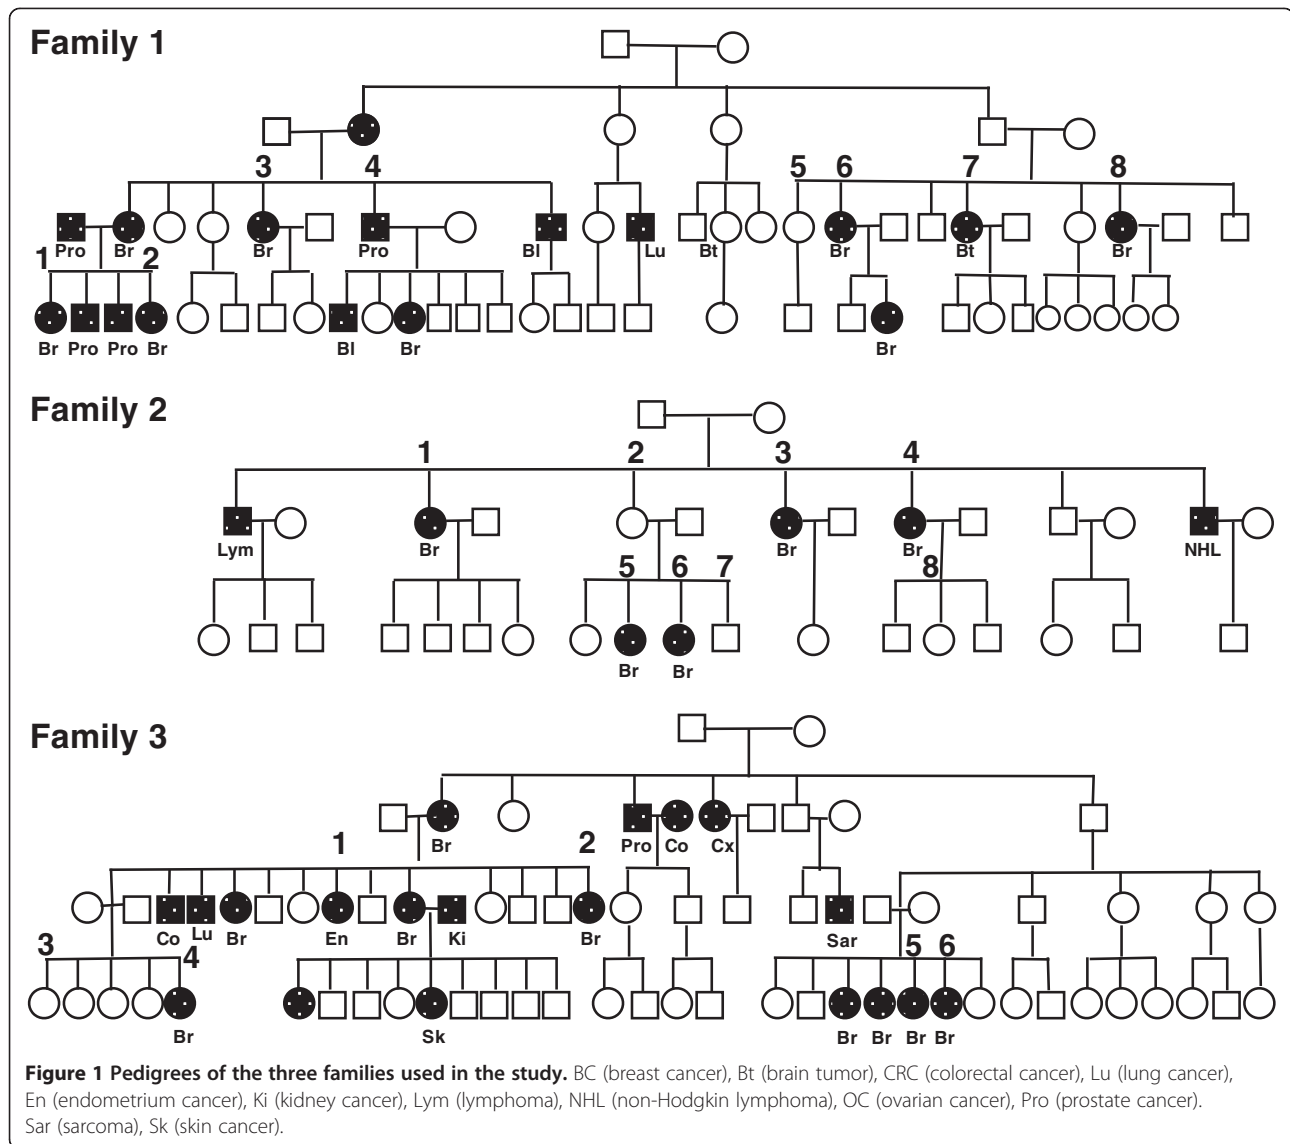 Family 1
3 4 5 6 7 8
Pro Br Br Pro Bl Lu Bt Br Bt Br
1 2
Br Pro Pro Br Bl Br Br
Family 2
1 2 3 4
Lym Br Br Br NHL
5 6 7 8
Br Br
Family 3
Br Pro Co Cx
1 2
Co Lu Br En Br Ki Br Sar
3 4 5 6
Br Sk Br Br Br Br
Figure 1 Pedigrees of the three families used in the study. BC (breast cancer), Bt (brain tumor), CRC (colorectal cancer), Lu (lung cancer),
En (endometrium cancer), Ki (kidney cancer), Lym (lymphoma), NHL (non-Hodgkin lymphoma), OC (ovarian cancer), Pro (prostate cancer).
Sar (sarcoma), Sk (skin cancer).